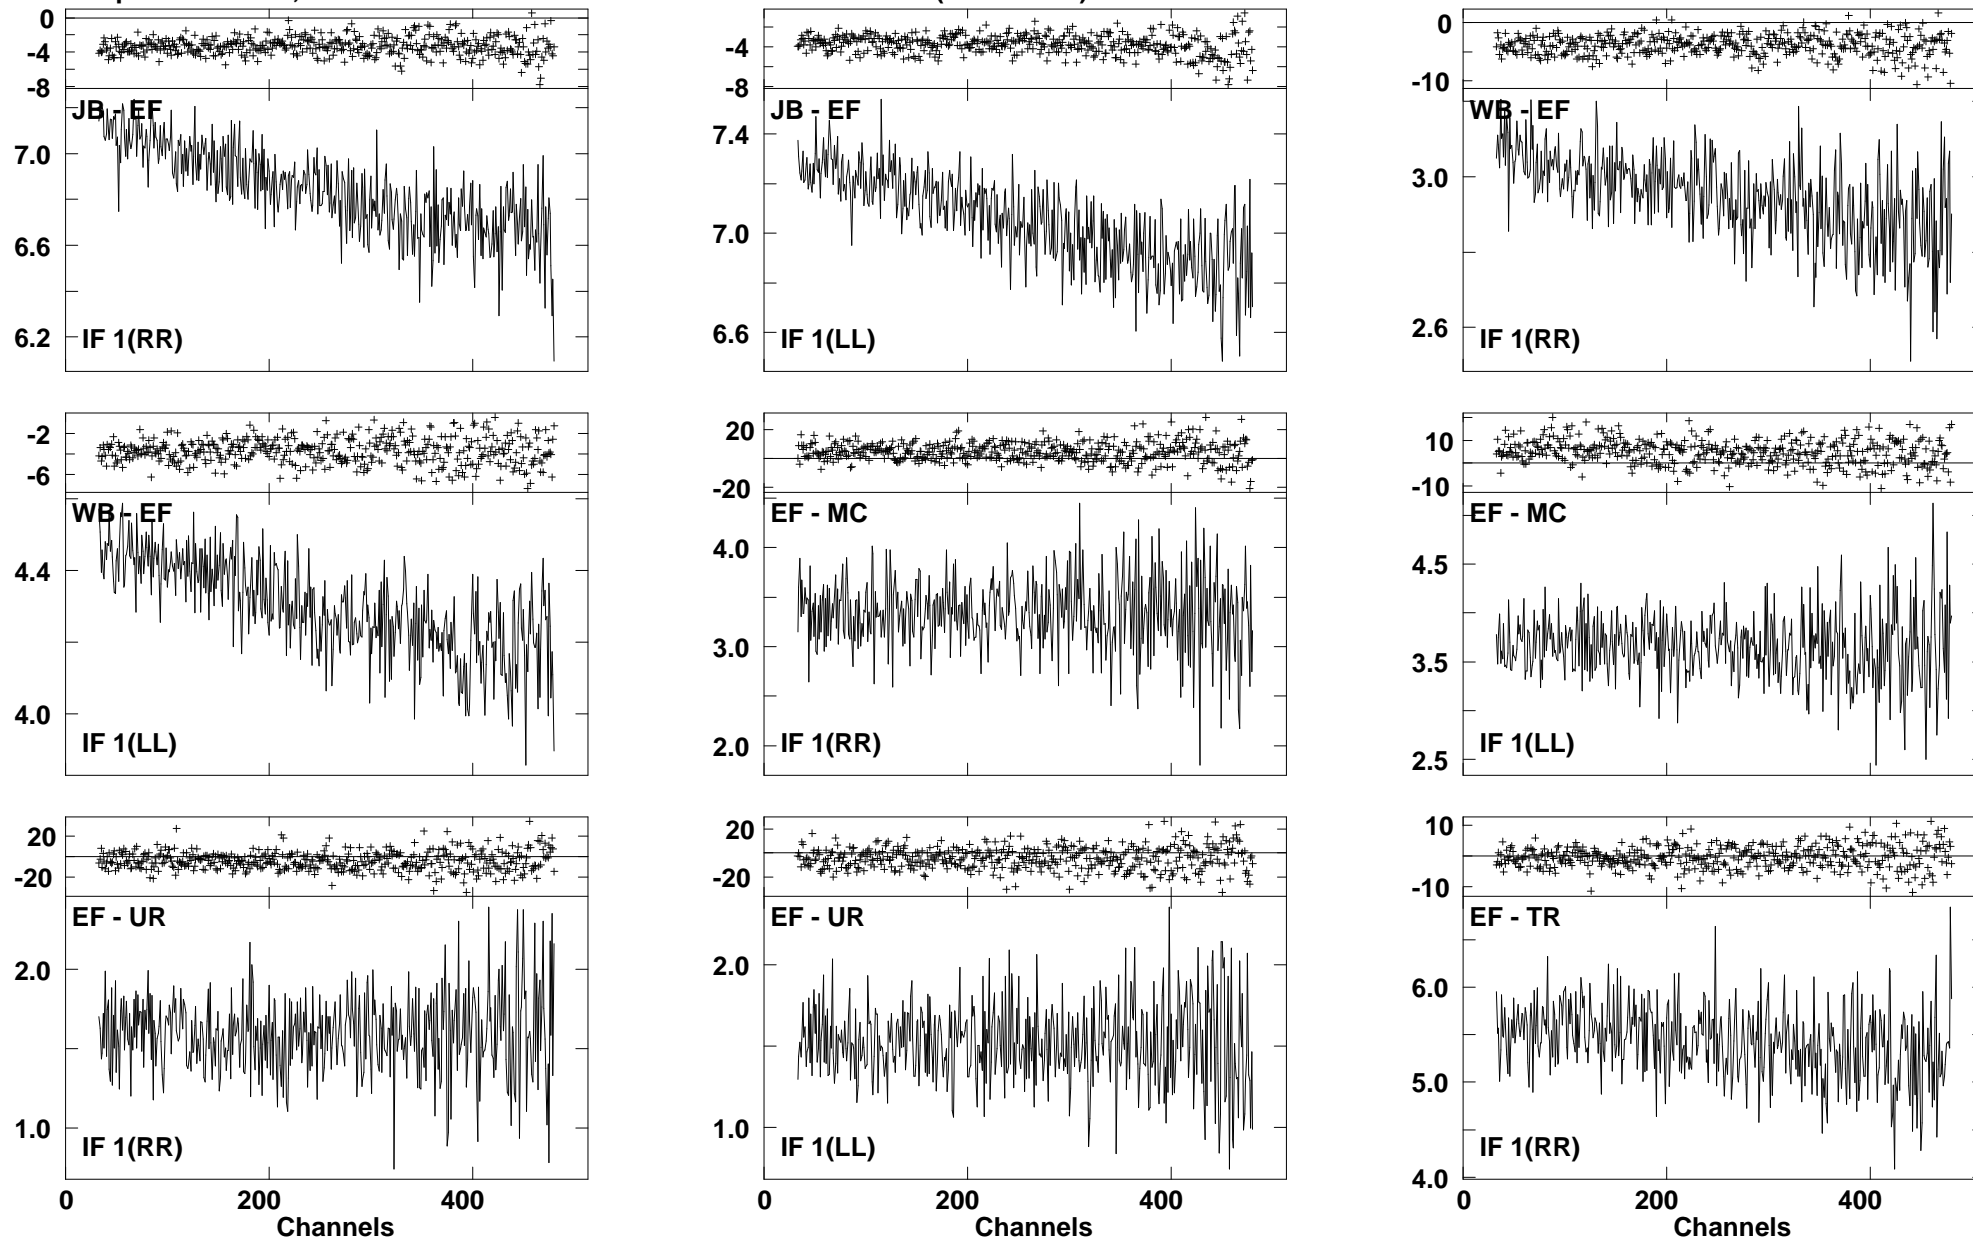 0
-4
-8
JB - EF
7.0
6.6
6.2
IF 1(RR)
-4
-8
JB - EF
7.4
7.0
6.6
IF 1(LL)
0
-10
WB - EF
3.0
2.6
IF 1(RR)
-2
-6
WB - EF
4.4
4.0
IF 1(LL)
20
-20
EF - MC
4.0
3.0
2.0
IF 1(RR)
10
-10
EF - MC
4.5
3.5
2.5
IF 1(LL)
20
-20
EF - UR
2.0
1.0
IF 1(RR)
0 200 400
Channels
20
-20
EF - UR
2.0
1.0
IF 1(LL)
0 200 400
Channels
10
-10
EF - TR
6.0
5.0
4.0
IF 1(RR)
0 200 400
Channels